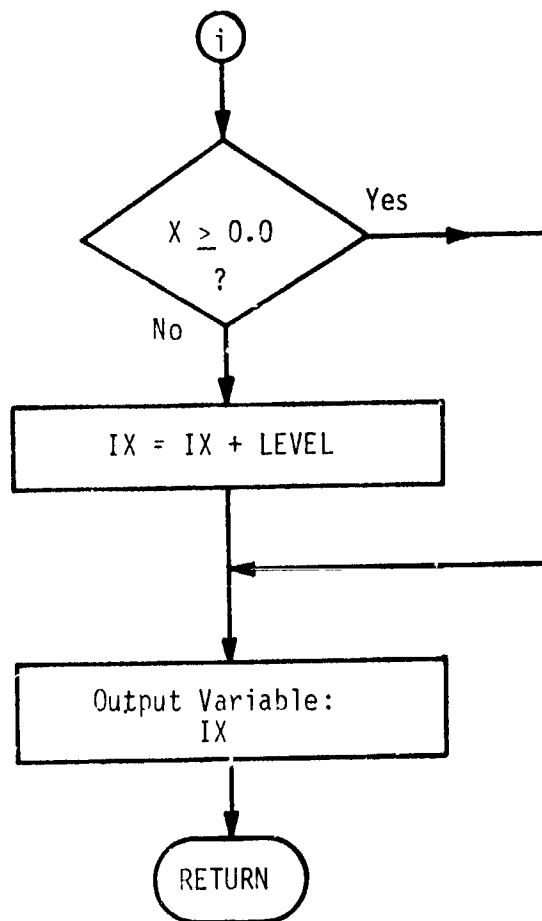 i
X ≥ 0.0
?
Yes
No
IX = IX + LEVEL
Output Variable:
IX
RETURN